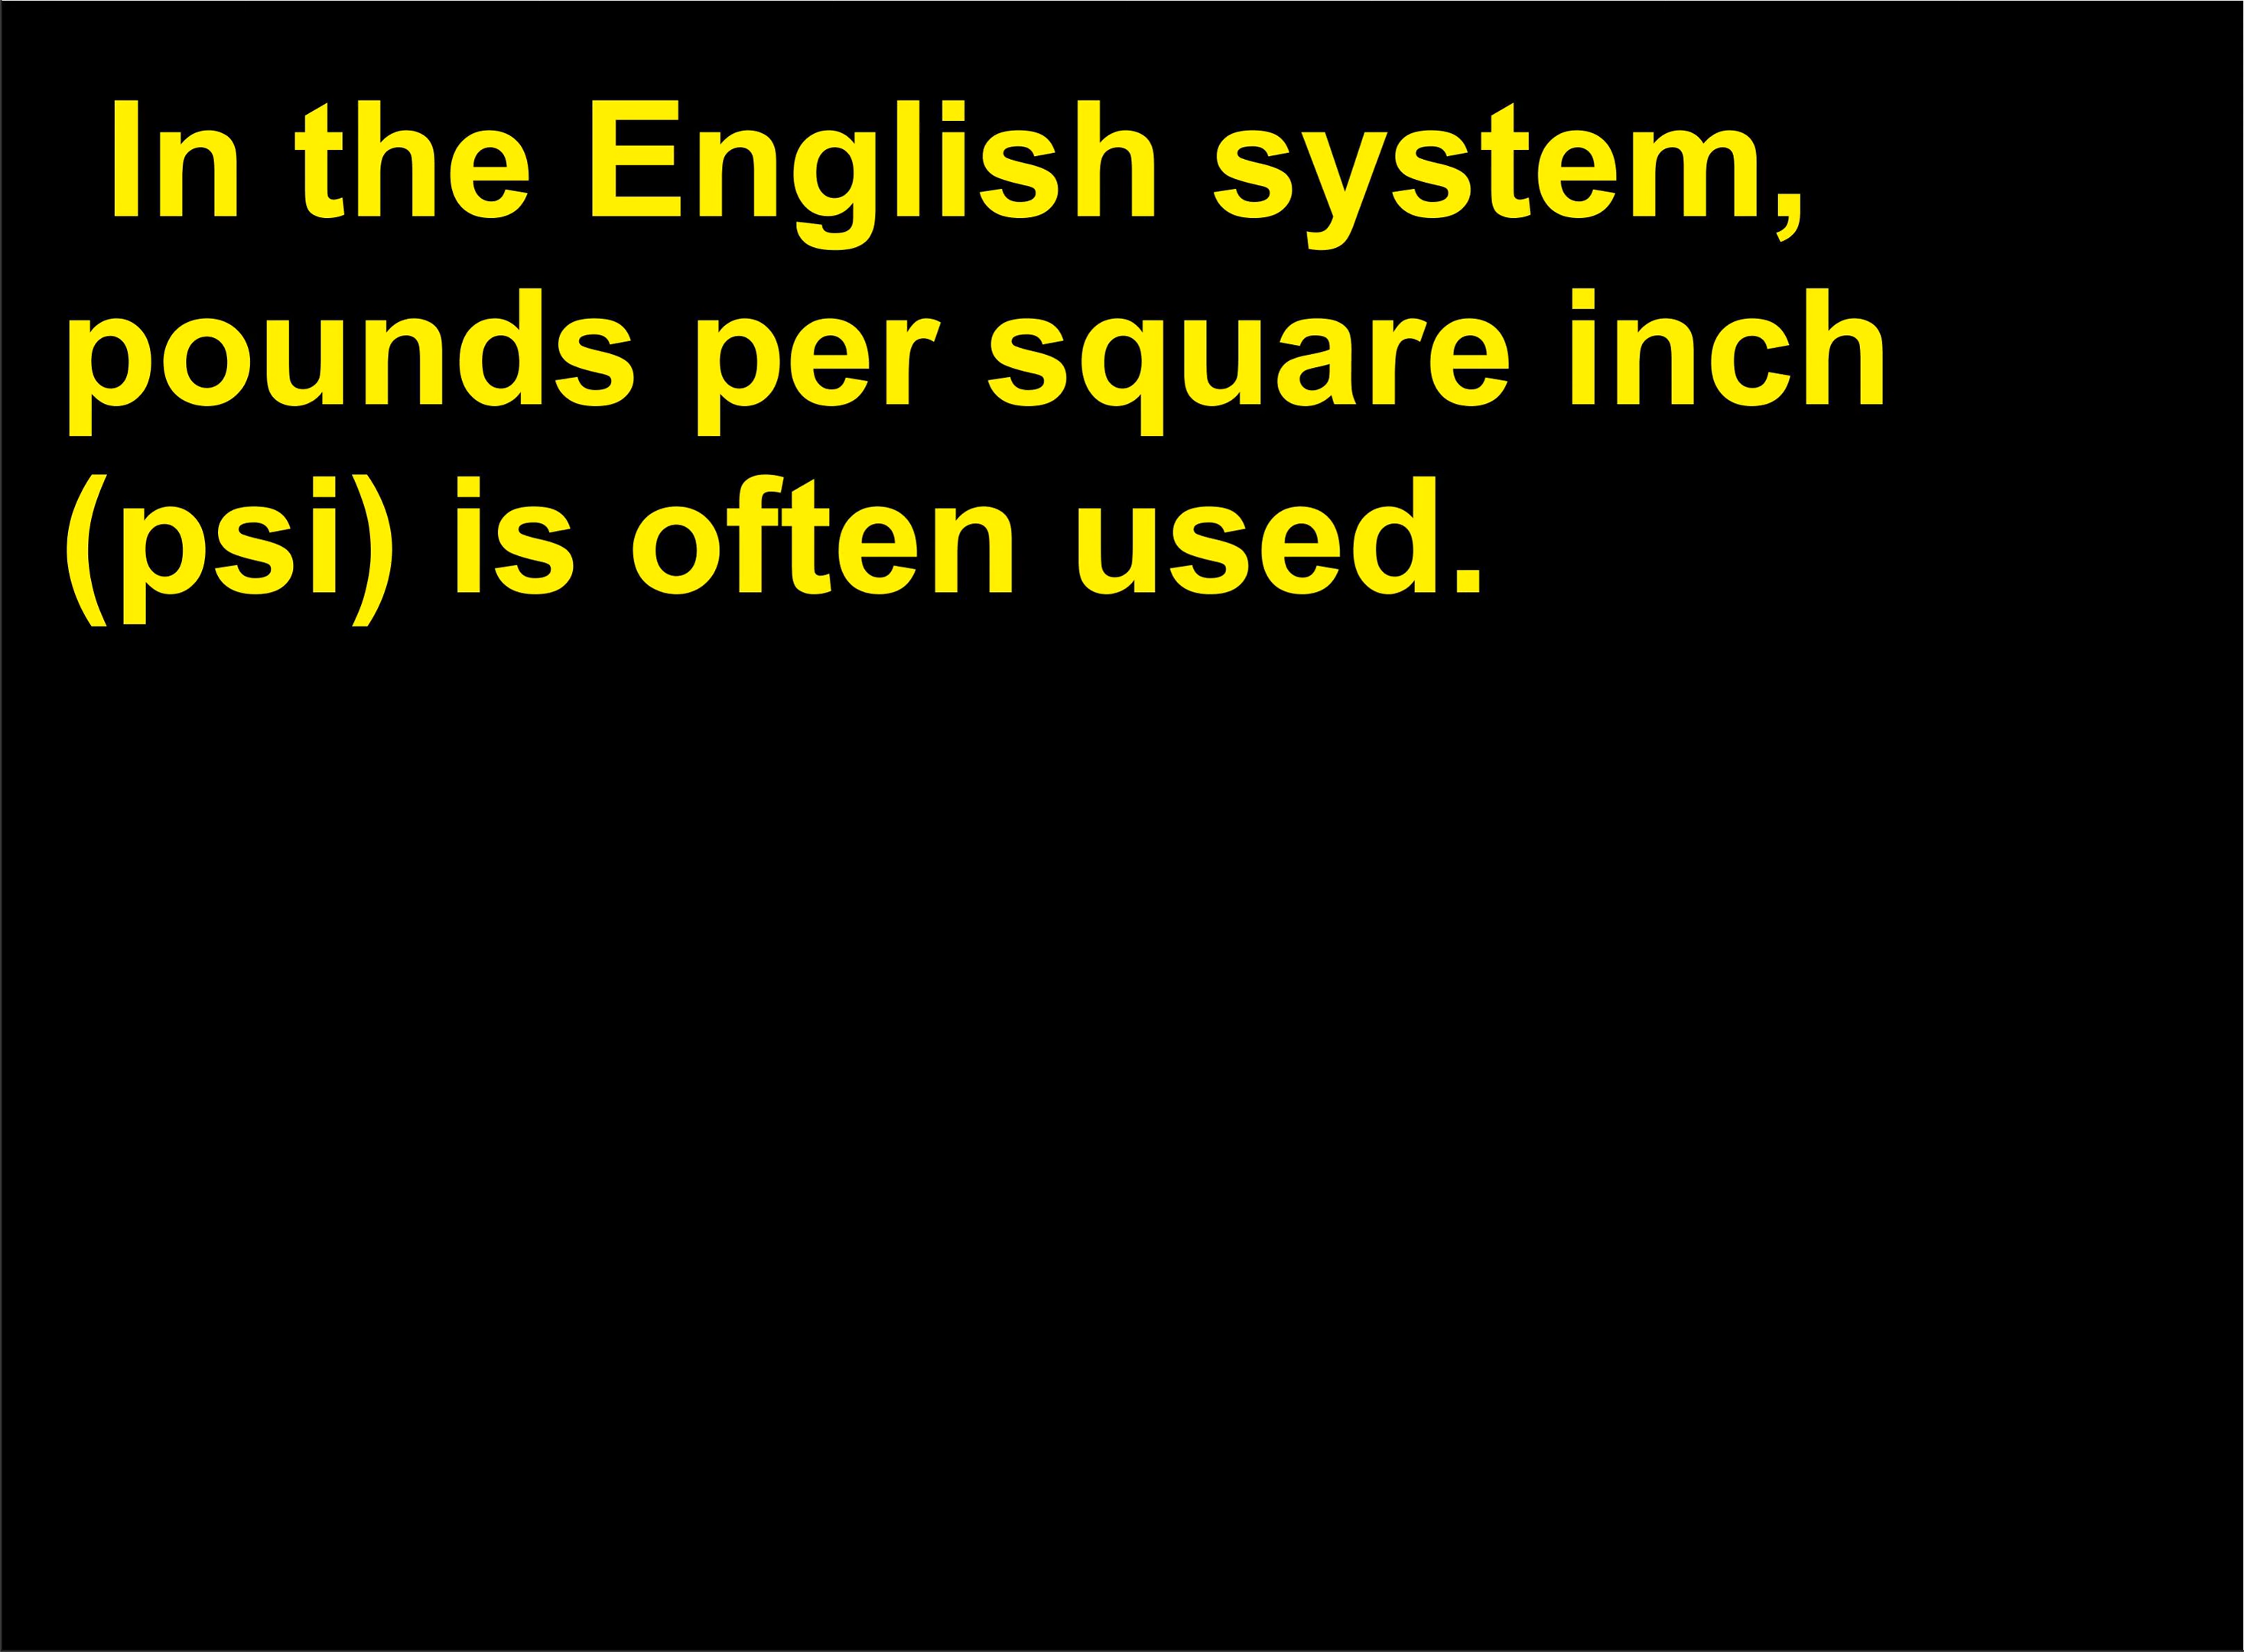 In the English system,
pounds per square inch
(psi) is often used.